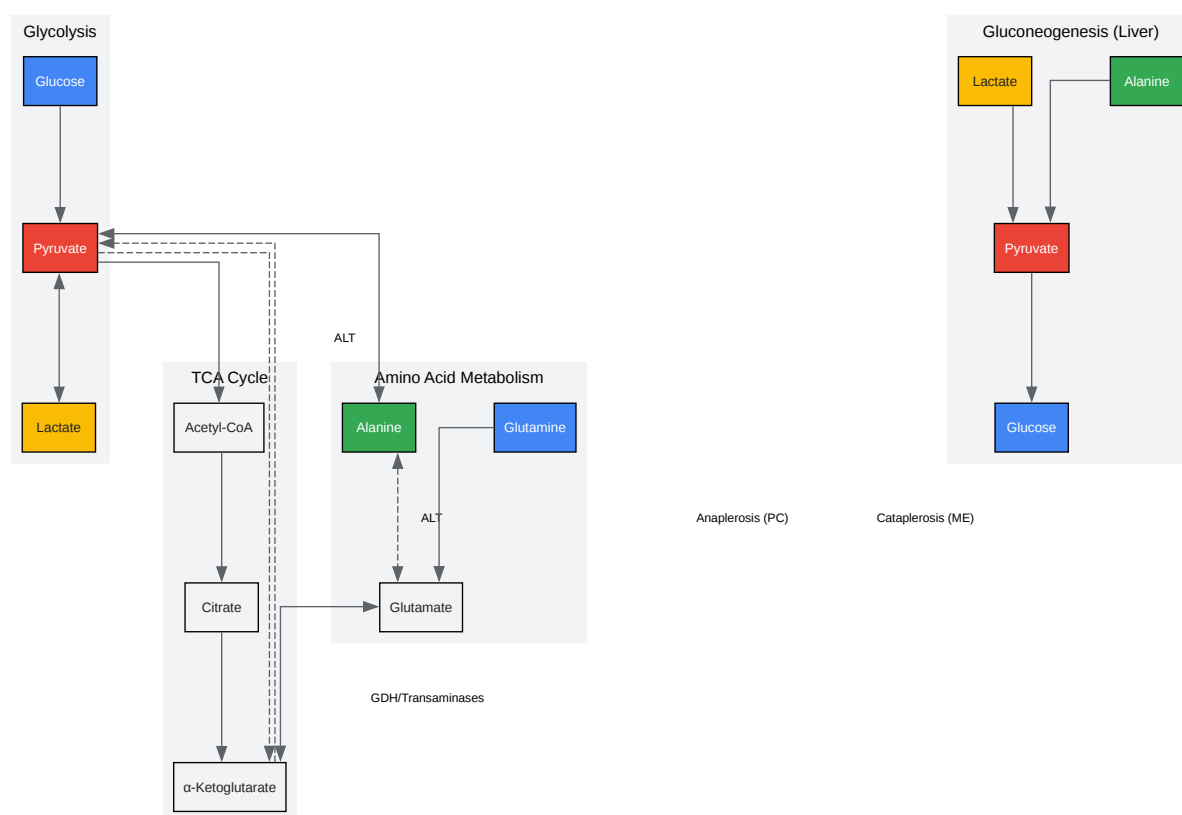 Glycolysis
Gluconeogenesis (Liver)
Glucose
Lactate
Alanine
Pyruvate
Pyruvate
ALT
TCA Cycle
Amino Acid Metabolism
Lactate
Acetyl-CoA
Alanine
Glutamine
Glucose
ALT
Anaplerosis (PC)
Cataplerosis (ME)
Citrate
Glutamate
GDH/Transaminases
α-Ketoglutarate